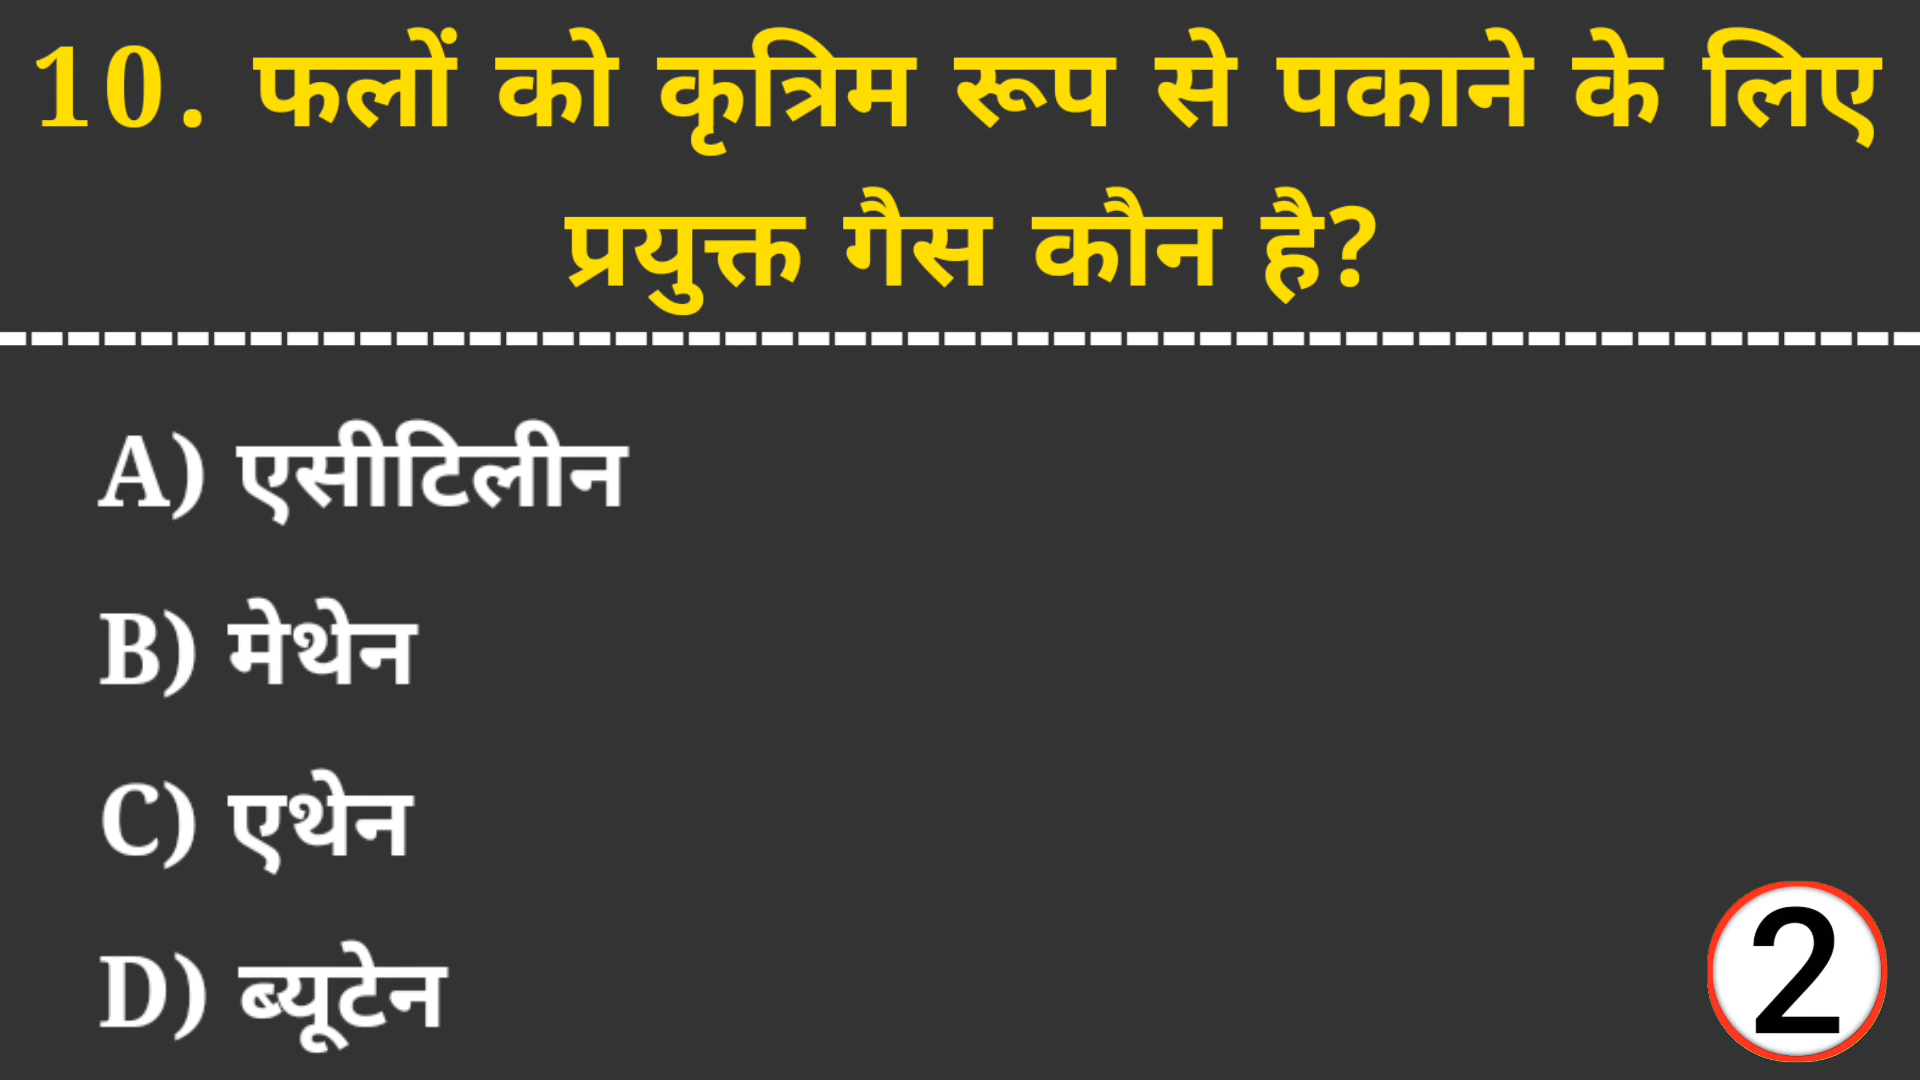 10. फलों को कृत्रिम रूप से पकाने के लिए
प्रयुक्त गैस कौन है?
A) एसीटिलीन
B) मेथेन
C) एथेन
D) ब्यूटेन
2